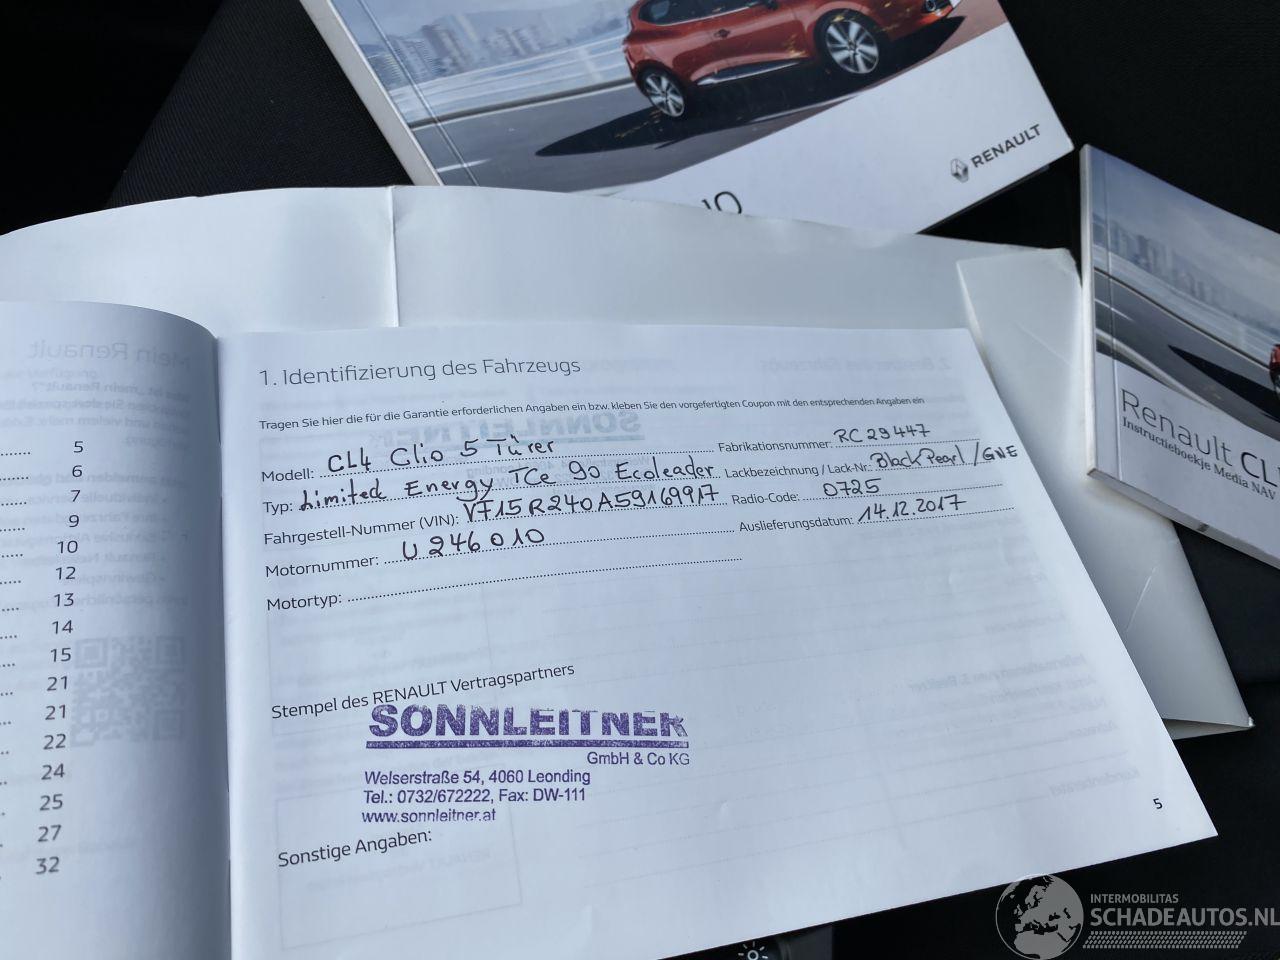 RENAULT
Renault CL
Instructieboekje Media NAV
Mein Renault
5
6
7
9
10
12
13
14
15
21
21
22
24
25
27
32
1. Identifizierung des Fahrzeugs
Tragen Sie hier die für die Garantie erforderlichen Angaben ein bzw. kleben Sie den vorgefertigten Coupon mit den entsprechenden Angaben ein
Modell: CL4 Clio 5 Türer
Fabrikationsnummer: RC29447
Typ: Limited Energy TCe 90 Ecoleader
Lackbezeichnung / Lack-Nr.: Black Pearl / GNE
Fahrgestell-Nummer (VIN): VF15R240A59169917
Radio-Code: 0725
Motornummer: U246010
Auslieferungsdatum: 14.12.2017
Motortyp:
Stempel des RENAULT Vertragspartners
SONNLEITNER
GmbH & Co KG
Welserstraße 54, 4060 Leonding
Tel.: 0732/672222, Fax: DW-111
www.sonnleitner.at
Sonstige Angaben:
5
INTERMOBILITAS
SCHADEAUTOS.NL